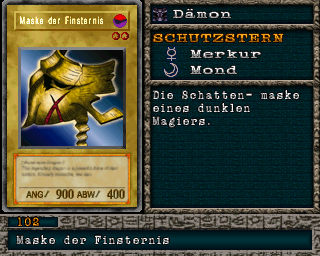 Maske der Finsternis
ANG/ 900 ABW/ 400
Dämon
SCHUTZSTERN
Merkur
Mond
Die Schatten- maske
eines dunklen
Magiers.
102
Maske der Finsternis